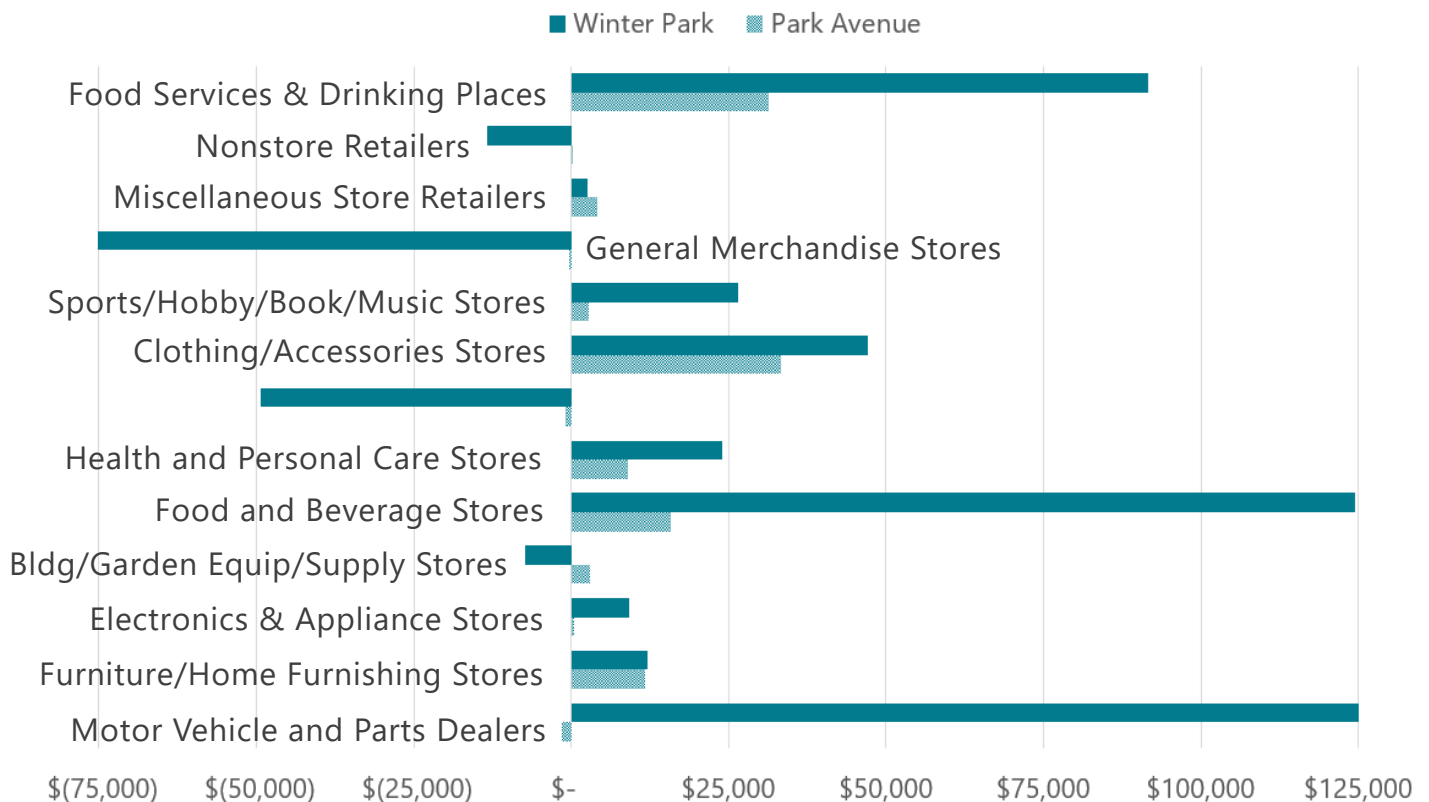 Winter Park Park Avenue
Food Services & Drinking Places
Nonstore Retailers
Miscellaneous Store Retailers
General Merchandise Stores
Sports/Hobby/Book/Music Stores
Clothing/Accessories Stores
Health and Personal Care Stores
Food and Beverage Stores
Bldg/Garden Equip/Supply Stores
Electronics & Appliance Stores
Furniture/Home Furnishing Stores
Motor Vehicle and Parts Dealers
$(75,000) $(50,000) $(25,000) $- $25,000 $50,000 $75,000 $100,000 $125,000